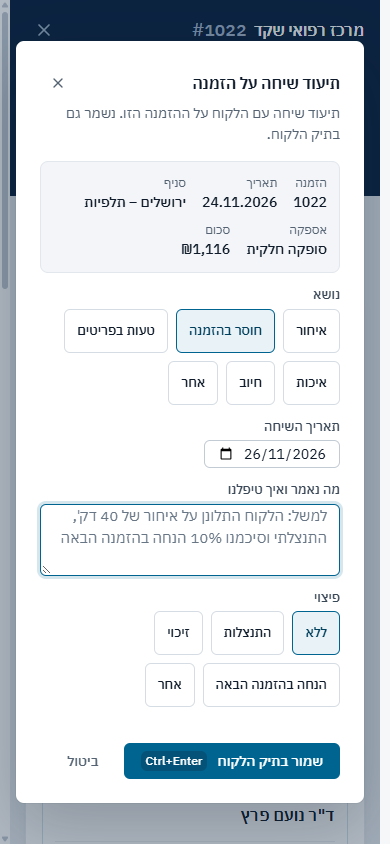 מרכז רפואי שקד #1022
תיעוד שיחה על הזמנה
תיעוד שיחה עם הלקוח על ההזמנה הזו. נשמר גם
בתיק הלקוח.
הזמנה תאריך סניף
1022 24.11.2026 ירושלים – תלפיות
אספקה סכום
סופקה חלקית ₪1,116
נושא
איחור חוסר בהזמנה טעות בפריטים
איכות חיוב אחר
תאריך השיחה
26/11/2026
מה נאמר ואיך טיפלנו
למשל: הלקוח התלונן על איחור של 40 דק',
התנצלתי וסיכמנו 10% הנחה בהזמנה הבאה
פיצוי
ללא התנצלות זיכוי
הנחה בהזמנה הבאה אחר
שמור בתיק הלקוח Ctrl+Enter ביטול
ד"ר נועם פרץ